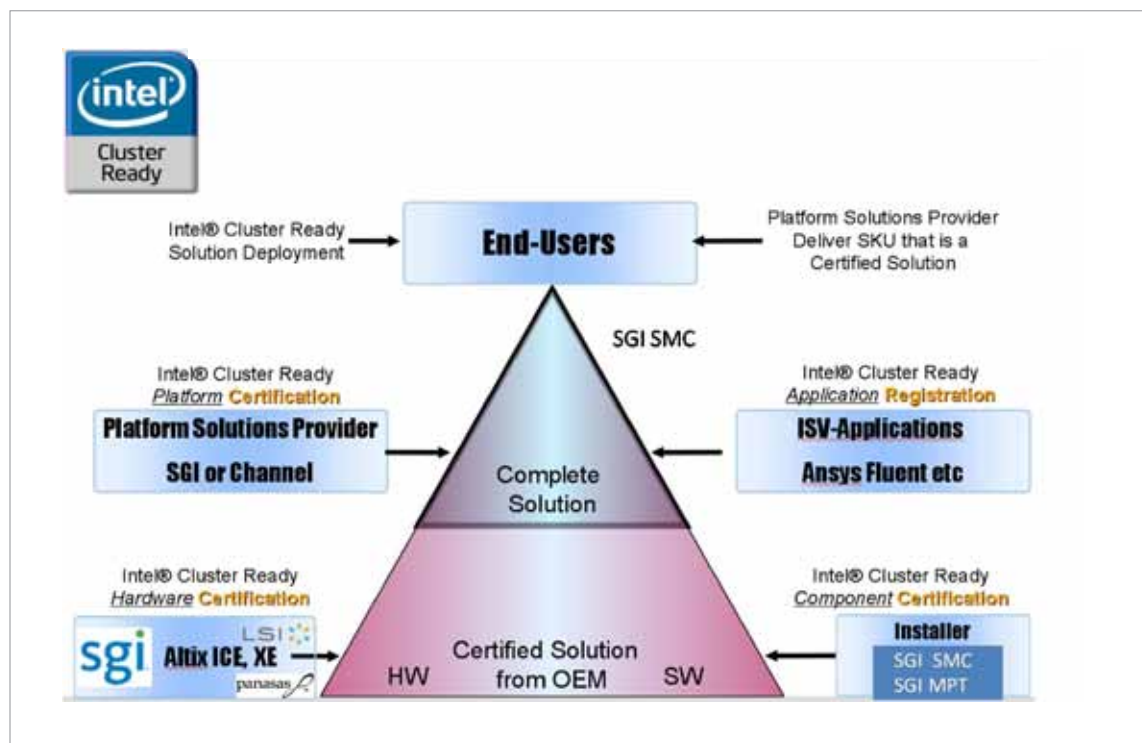 intel
Cluster
Ready
Intel® Cluster Ready
Solution Deployment
End-Users
Platform Solutions Provider
Deliver SKU that is a
Certified Solution
SGI SMC
Intel® Cluster Ready
Platform Certification
Platform Solutions Provider
SGI or Channel
Intel® Cluster Ready
Application Registration
ISV-Applications
Ansys Fluent etc
Complete
Solution
Intel® Cluster Ready
Hardware Certification
sgi
LSI
Altix ICE, XE
panasas
HW
Certified Solution
from OEM
SW
Intel® Cluster Ready
Component Certification
Installer
SGI SMC
SGI MPT